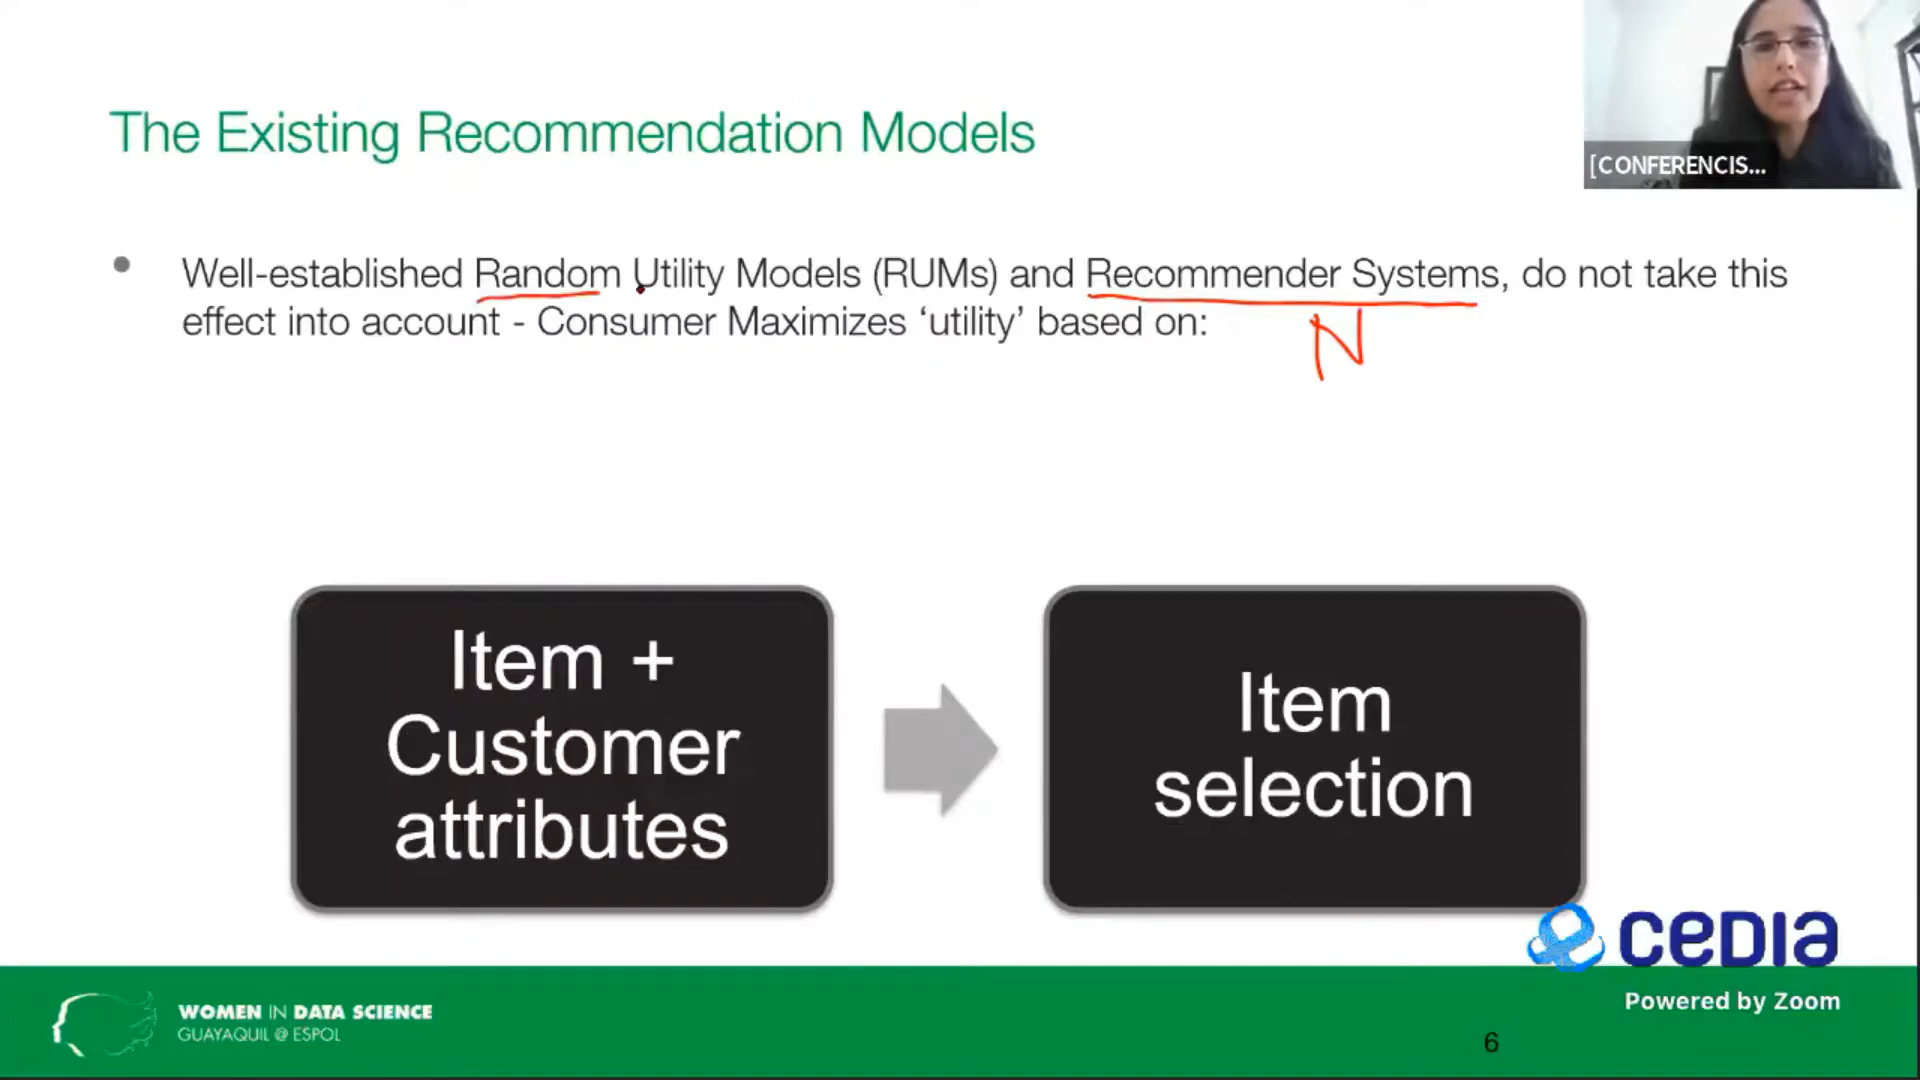 The Existing Recommendation Models
[CONFERENCIS...
• Well-established Random Utility Models (RUMs) and Recommender Systems, do not take this
effect into account - Consumer Maximizes ‘utility’ based on:
N
Item +
Customer
attributes
Item
selection
CEDIA
Powered by Zoom
WOMEN IN DATA SCIENCE
GUAYAQUIL @ ESPOL
6